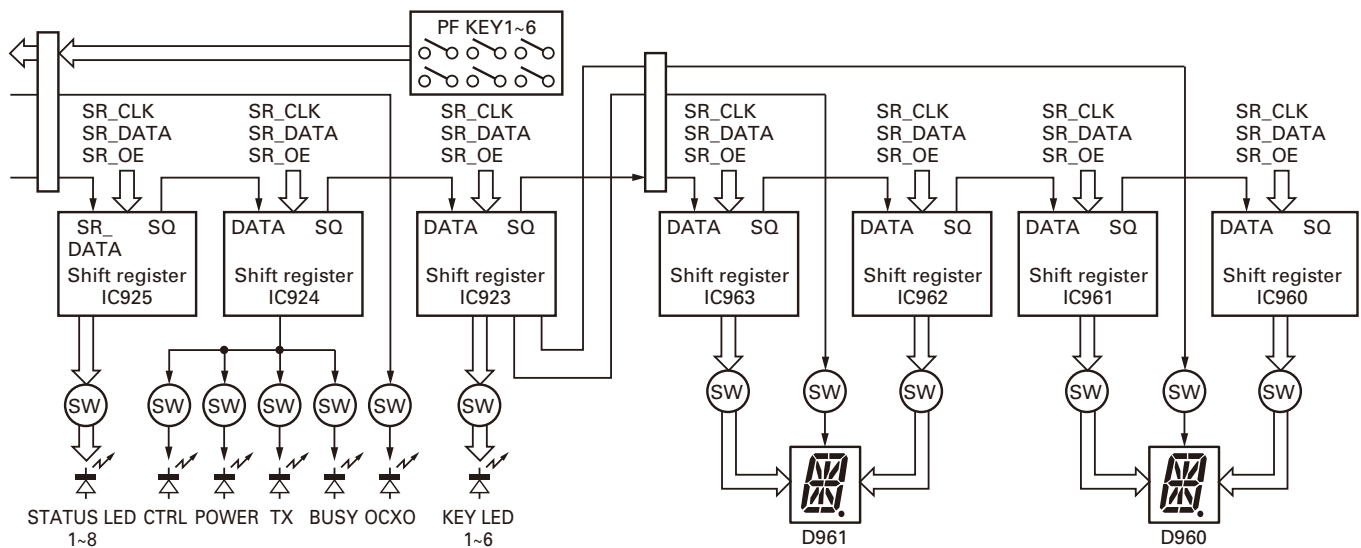 PF KEY1~6
SR_CLK
SR_DATA
SR_OE
SR_CLK
SR_DATA
SR_OE
SR_CLK
SR_DATA
SR_OE
SR_CLK
SR_DATA
SR_OE
SR_CLK
SR_DATA
SR_OE
SR_CLK
SR_DATA
SR_OE
SR_CLK
SR_DATA
SR_OE
SR_
DATA
SQ
Shift register
IC925
DATA SQ
Shift register
IC924
DATA SQ
Shift register
IC923
DATA SQ
Shift register
IC963
DATA SQ
Shift register
IC962
DATA SQ
Shift register
IC961
DATA SQ
Shift register
IC960
SW SW SW SW SW SW SW SW SW SW SW SW SW
STATUS LED
1~8
CTRL
POWER
TX
BUSY
OCXO
KEY LED
1~6
D961
D960